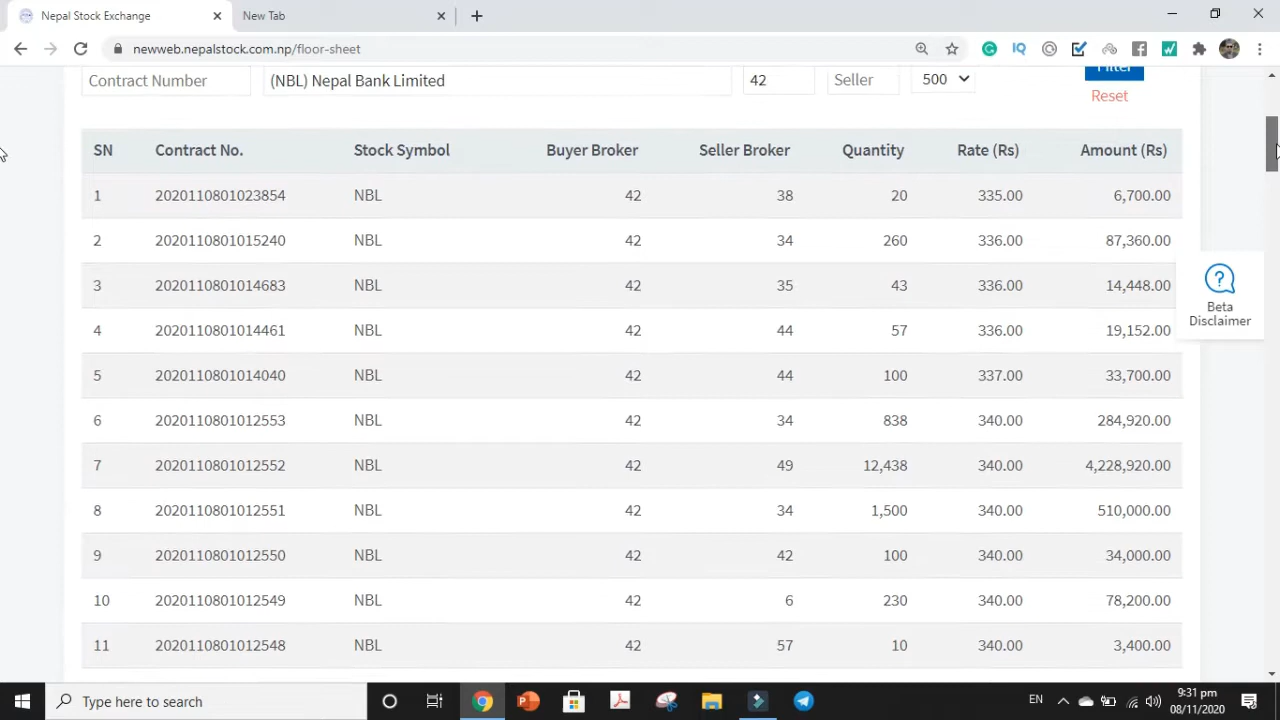 Nepal Stock Exchange
New Tab
newweb.nepalstock.com.np/floor-sheet
Contract Number (NBL) Nepal Bank Limited 42 Seller 500 Filter
Reset
SN Contract No. Stock Symbol Buyer Broker Seller Broker Quantity Rate (Rs) Amount (Rs)
1 2020110801023854 NBL 42 38 20 335.00 6,700.00
2 2020110801015240 NBL 42 34 260 336.00 87,360.00
3 2020110801014683 NBL 42 35 43 336.00 14,448.00
4 2020110801014461 NBL 42 44 57 336.00 19,152.00
5 2020110801014040 NBL 42 44 100 337.00 33,700.00
6 2020110801012553 NBL 42 34 838 340.00 284,920.00
7 2020110801012552 NBL 42 49 12,438 340.00 4,228,920.00
8 2020110801012551 NBL 42 34 1,500 340.00 510,000.00
9 2020110801012550 NBL 42 42 100 340.00 34,000.00
10 2020110801012549 NBL 42 6 230 340.00 78,200.00
11 2020110801012548 NBL 42 57 10 340.00 3,400.00
Beta
Disclaimer
Type here to search
EN
9:31 pm
08/11/2020